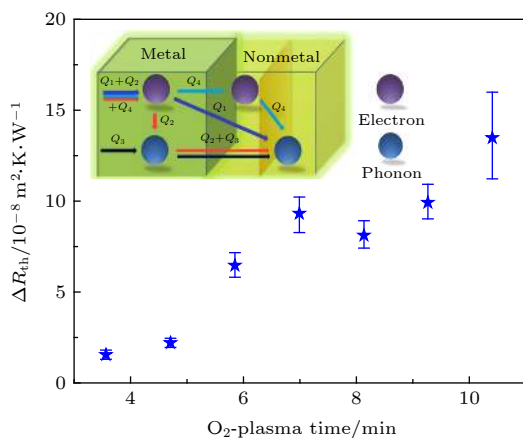 20
15
10
5
0
4
6
8
10
ΔR_th/10⁻⁸ m²·K·W⁻¹
O₂-plasma time/min
Metal
Nonmetal
Q₁+Q₂
+Q₄
Q₄
Q₁
Q₄
Q₂
Q₃
Q₂+Q₃
Electron
Phonon